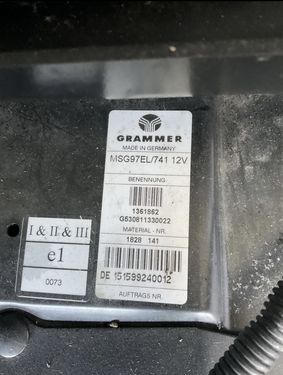 GRAMMER
MADE IN GERMANY
MSG97EL/741 12V
BENENNUNG
1361862
G530811330022
MATERIAL - NR.
1628 141
DE 151599240012
AUFTRAGS NR.
I & II & III
e1
0073